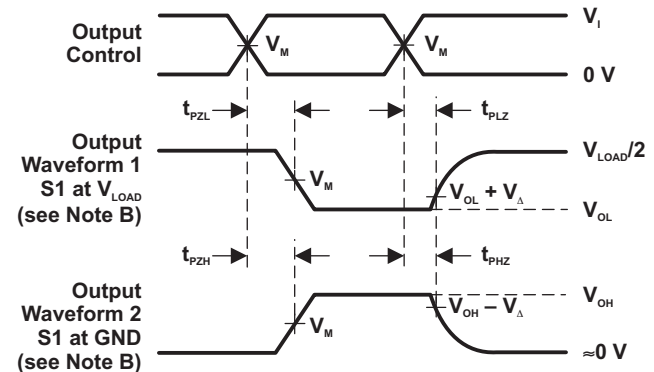 Output
Control
V_M
V_M
V_I
0 V
t_PZL
t_PLZ
Output
Waveform 1
S1 at V_LOAD
(see Note B)
V_M
V_OL + V_Δ
V_LOAD/2
V_OL
t_PZH
t_PHZ
Output
Waveform 2
S1 at GND
(see Note B)
V_M
V_OH – V_Δ
V_OH
≈0 V